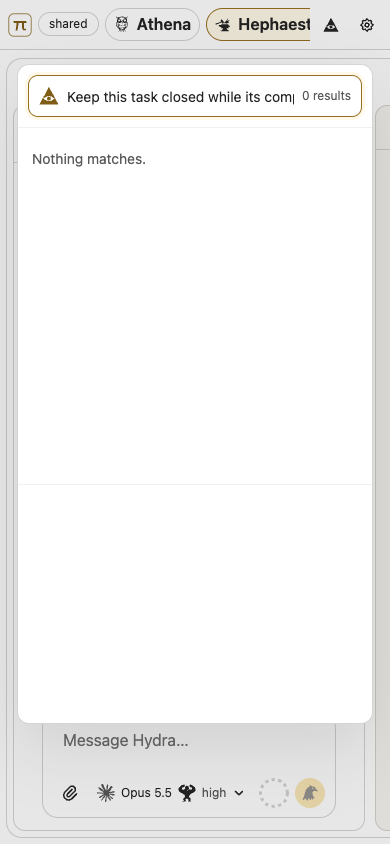 π shared Athena Hephaest
Keep this task closed while its com 0 results
Nothing matches.
Message Hydra...
Opus 5.5 high